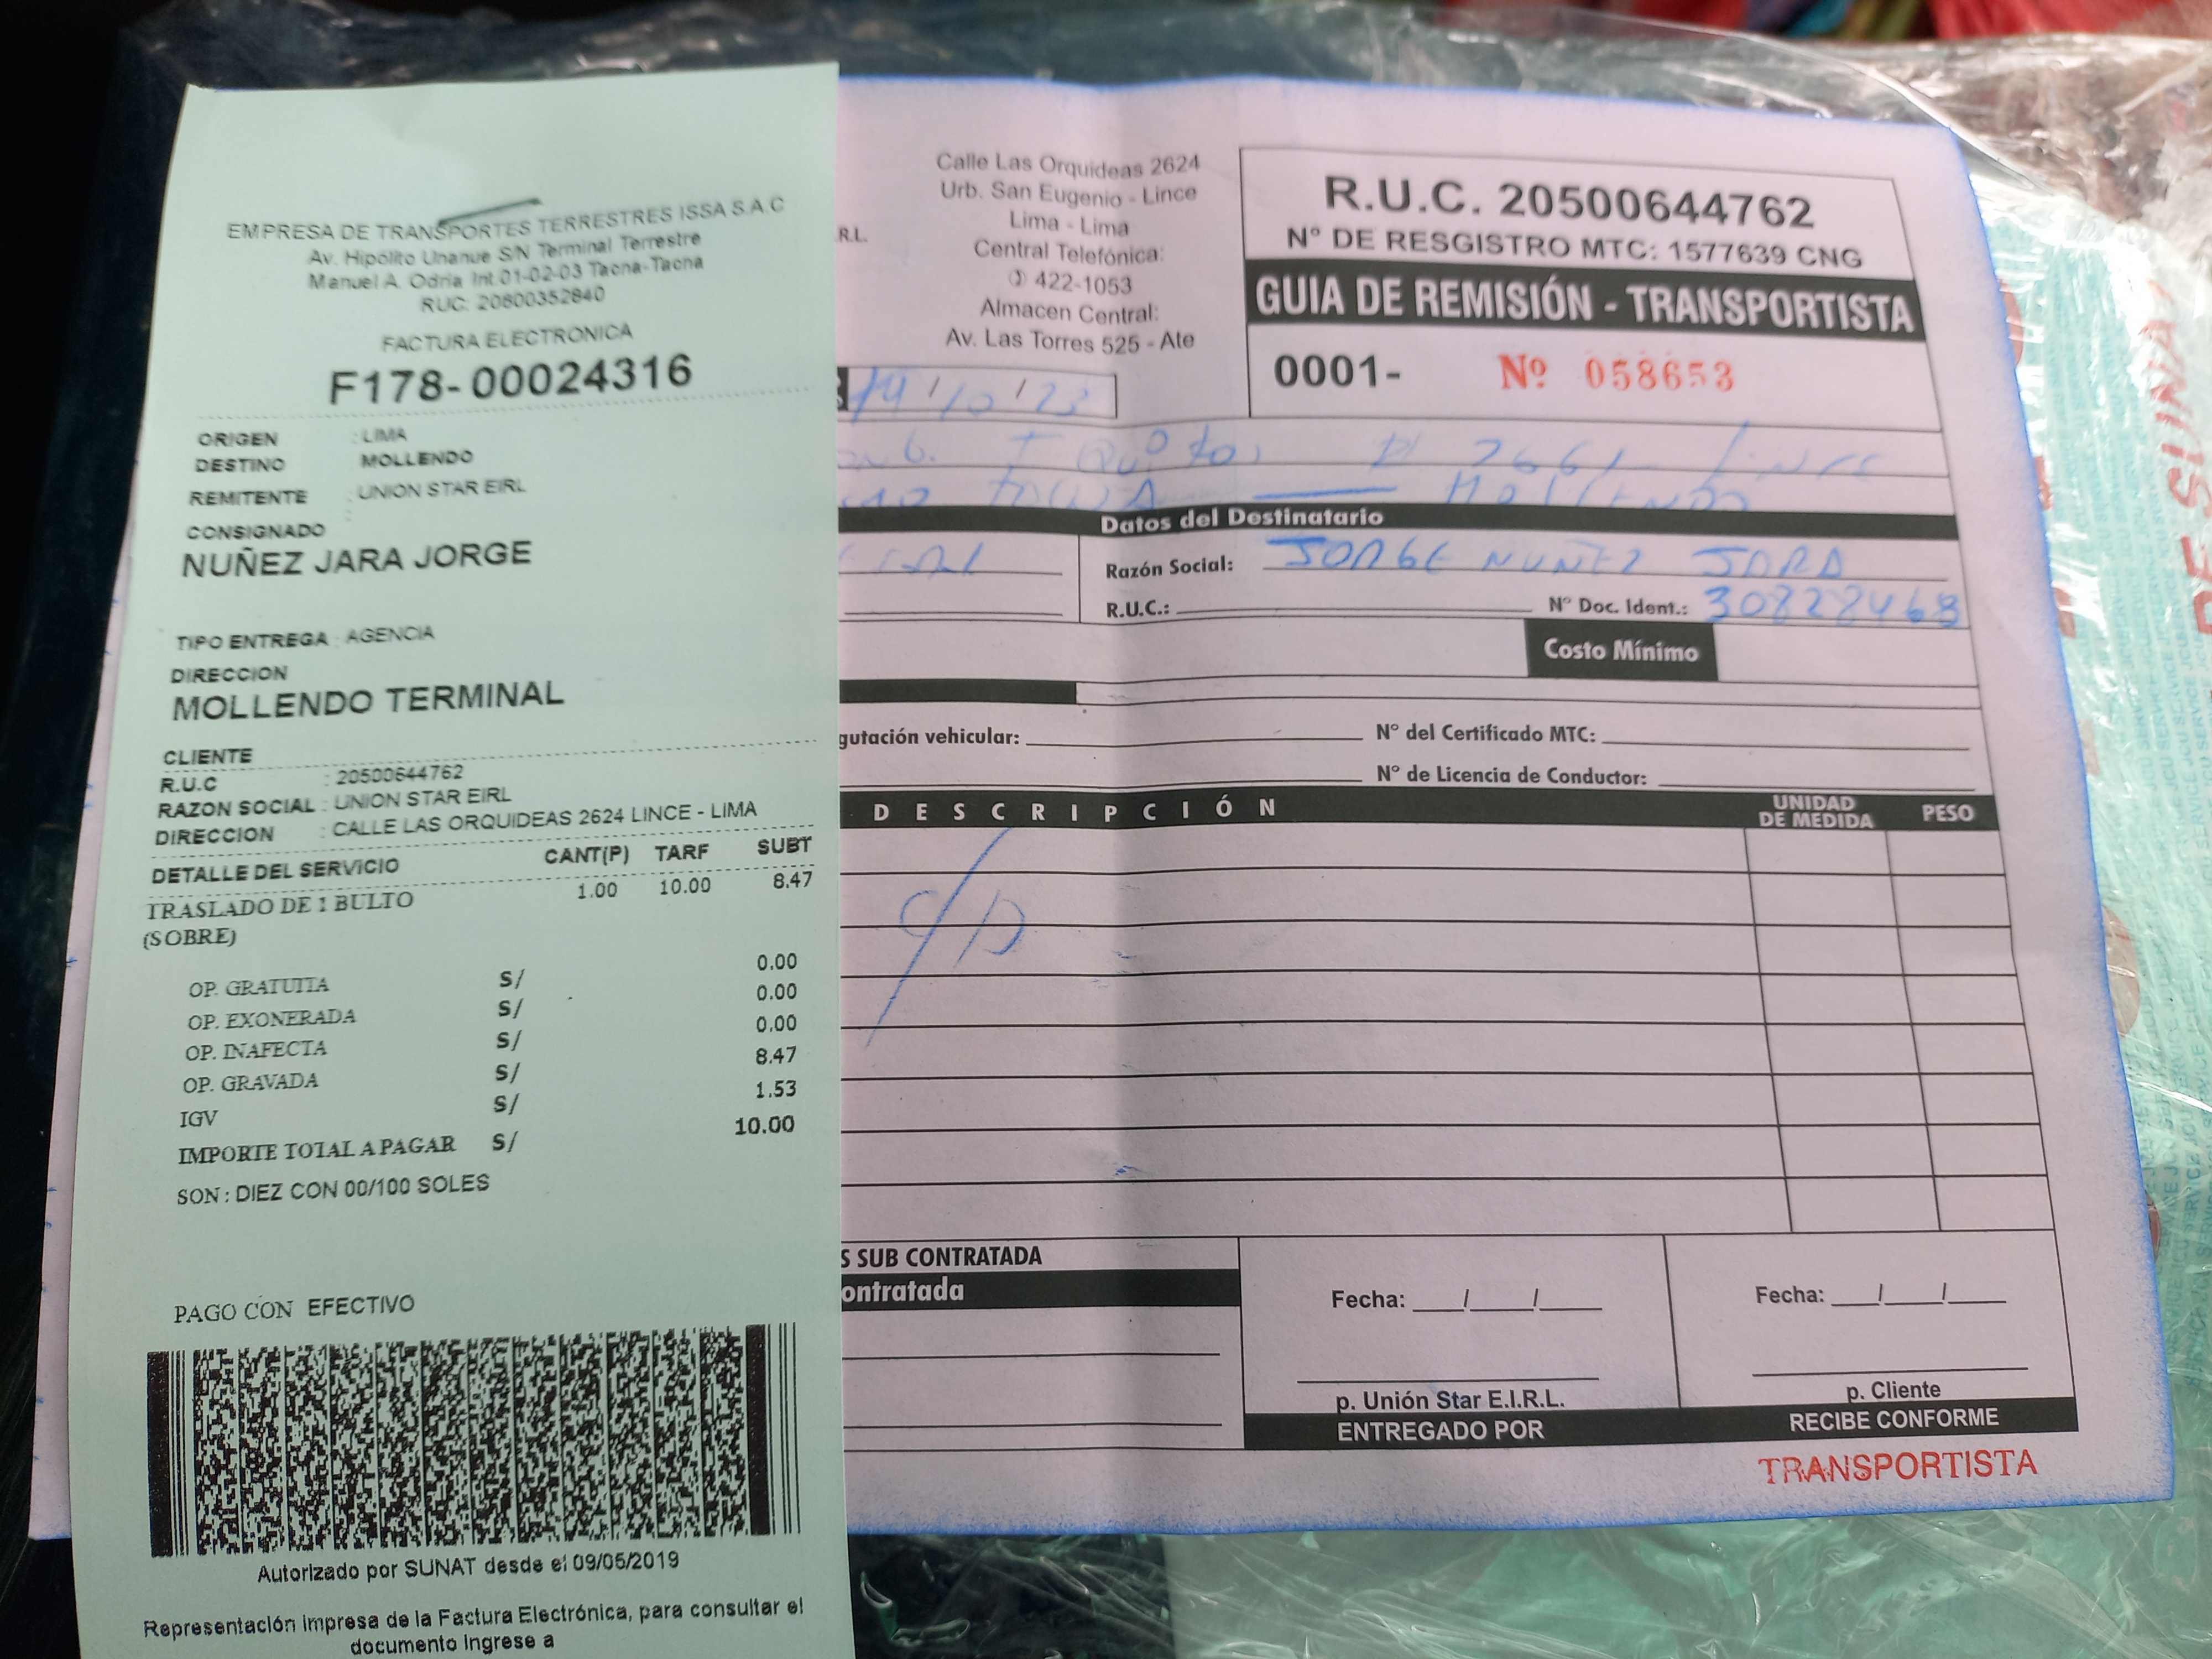 EMPRESA DE TRANSPORTES TERRESTRES ISSA S.A.C
Av. Hipólito Unanue S/N Terminal Terrestre
Manuel A. Odria Int.01-02-03 Tacna-Tacna
RUC: 20600352840
FACTURA ELECTRONICA
F178-00024316
ORIGEN : LIMA
DESTINO MOLLENDO
REMITENTE : UNION STAR EIRL
CONSIGNADO :
NUÑEZ JARA JORGE
TIPO ENTREGA : AGENCIA
DIRECCION
MOLLENDO TERMINAL
CLIENTE
R.U.C : 20500644762
RAZON SOCIAL : UNION STAR EIRL
DIRECCION : CALLE LAS ORQUIDEAS 2624 LINCE - LIMA
DETALLE DEL SERVICIO CANT(P) TARF SUBT
TRASLADO DE 1 BULTO 1.00 10.00 8.47
(SOBRE)
OP. GRATUITA S/ 0.00
OP. EXONERADA S/ 0.00
OP. INAFECTA S/ 0.00
OP. GRAVADA S/ 8.47
IGV S/ 1.53
IMPORTE TOTAL A PAGAR S/ 10.00
SON : DIEZ CON 00/100 SOLES
PAGO CON EFECTIVO
Autorizado por SUNAT desde el 09/05/2019
Representación impresa de la Factura Electrónica, para consultar el
documento ingrese a
R.L.
Calle Las Orquideas 2624
Urb. San Eugenio - Lince
Lima - Lima
Central Telefónica:
422-1053
Almacen Central:
Av. Las Torres 525 - Ate
R.U.C. 20500644762
N° DE RESGISTRO MTC: 1577639 CNG
GUIA DE REMISIÓN - TRANSPORTISTA
0001- Nº 058653
19/10/23
2661 - LINCE
MOLLENDO
Datos del Destinatario
Razón Social: JORGE NUNEZ JARA
R.U.C.: N° Doc. Ident.: 30828468
Costo Mínimo
gutación vehicular: N° del Certificado MTC:
N° de Licencia de Conductor:
DESCRIPCIÓN UNIDAD DE MEDIDA PESO
S SUB CONTRATADA
ontratada
Fecha: / /
p. Unión Star E.I.R.L.
ENTREGADO POR
Fecha: / /
p. Cliente
RECIBE CONFORME
TRANSPORTISTA